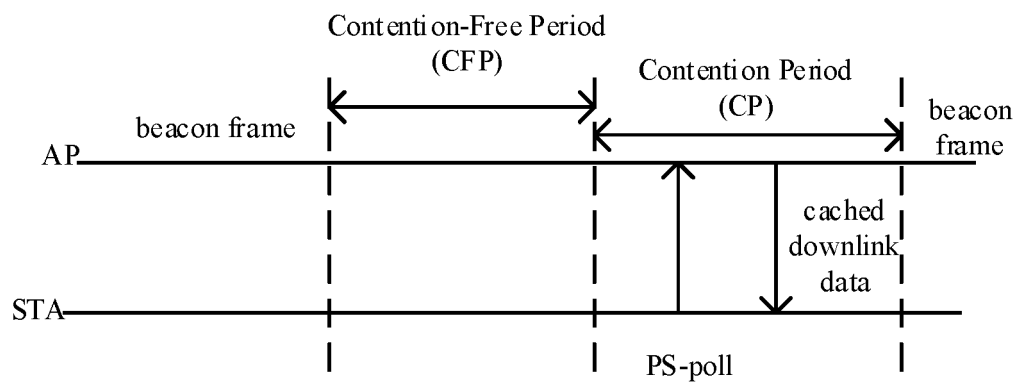 Contention-Free Period
(CFP)
Contention Period
(CP)
beacon frame
beacon
frame
AP
cached
downlink
data
STA
PS-poll